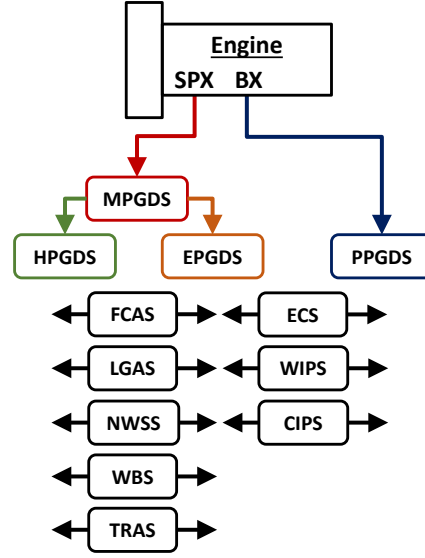 Engine
SPX BX
MPGDS
HPGDS EPGDS PPGDS
FCAS ECS
LGAS WIPS
NWSS CIPS
WBS
TRAS